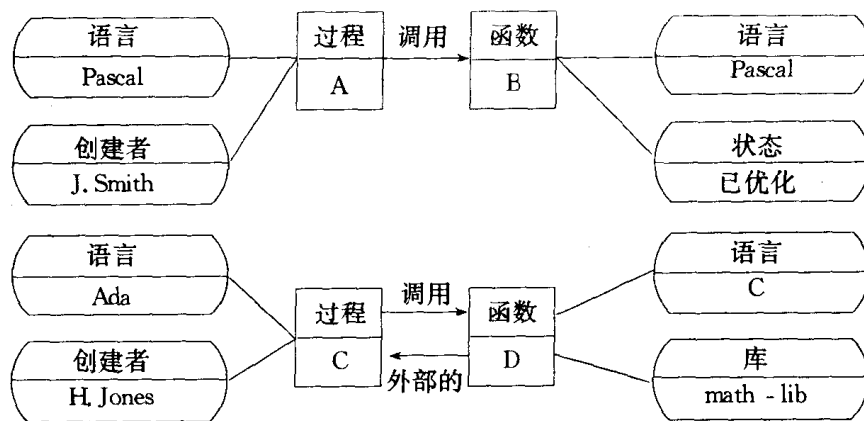 语言
Pascal
创建者
J. Smith
过程
A
调用
函数
B
语言
Pascal
状态
已优化
语言
Ada
创建者
H. Jones
过程
C
调用
外部的
函数
D
语言
C
库
math - lib